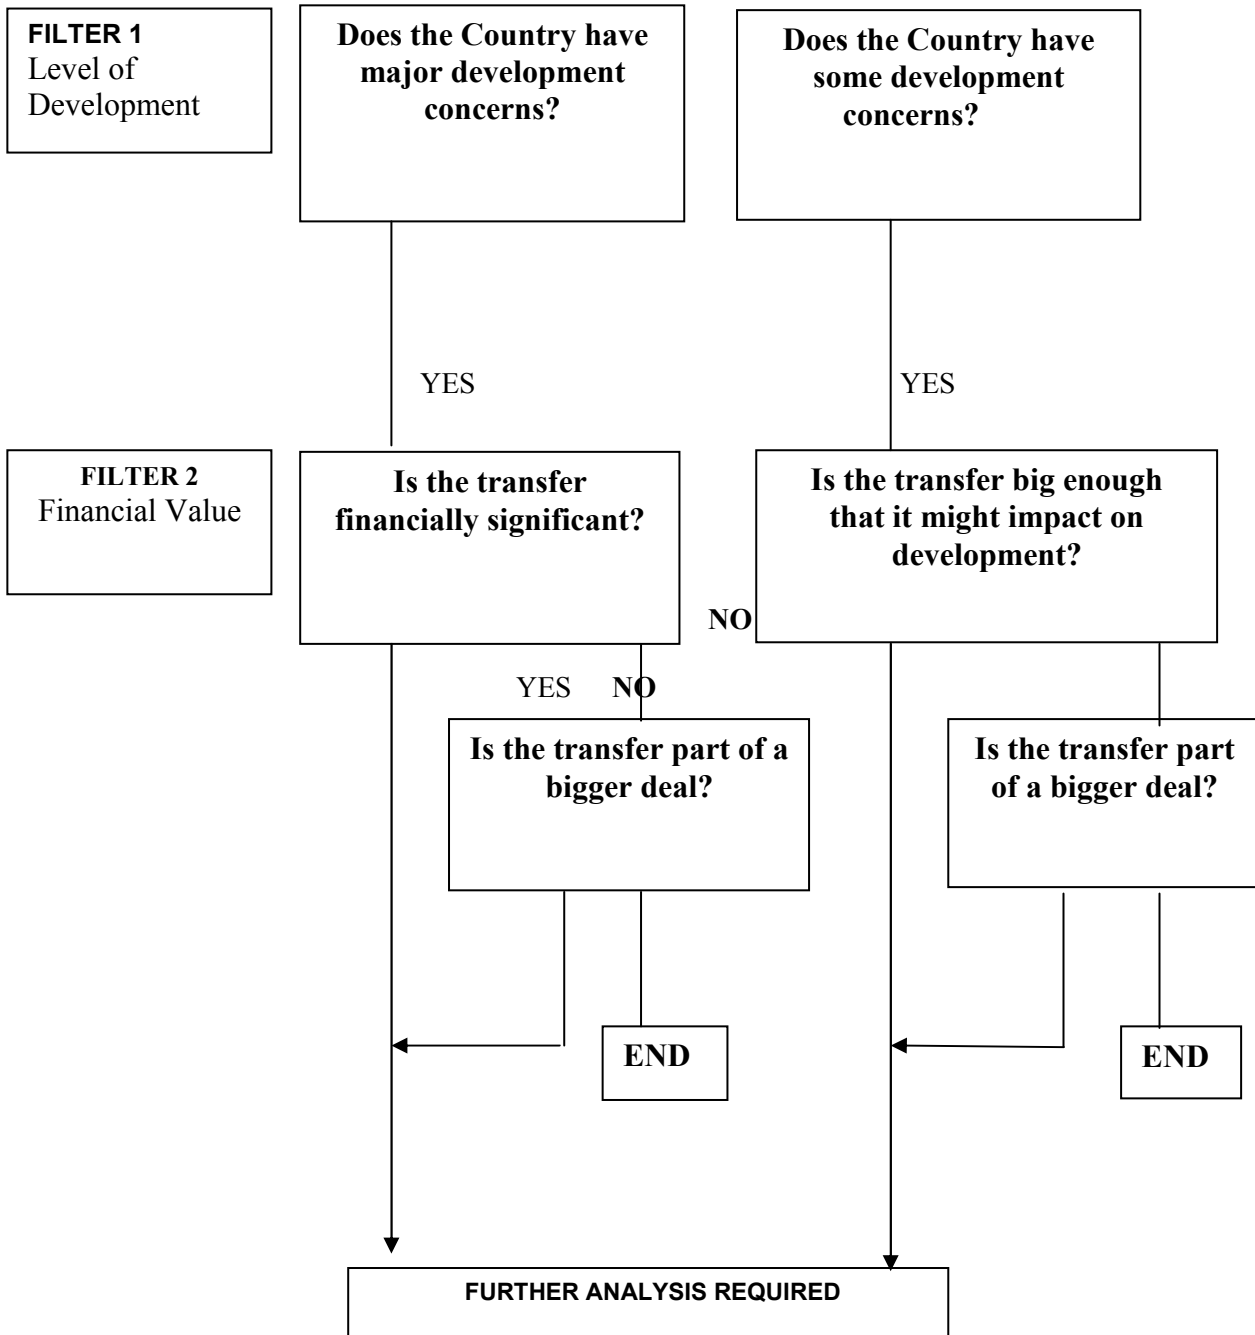 FILTER 1
Level of
Development
Does the Country have
major development
concerns?
Does the Country have
some development
concerns?
YES
YES
FILTER 2
Financial Value
Is the transfer
financially significant?
Is the transfer big enough
that it might impact on
development?
NO
YES NO
Is the transfer part of a
bigger deal?
Is the transfer part
of a bigger deal?
END
END
FURTHER ANALYSIS REQUIRED